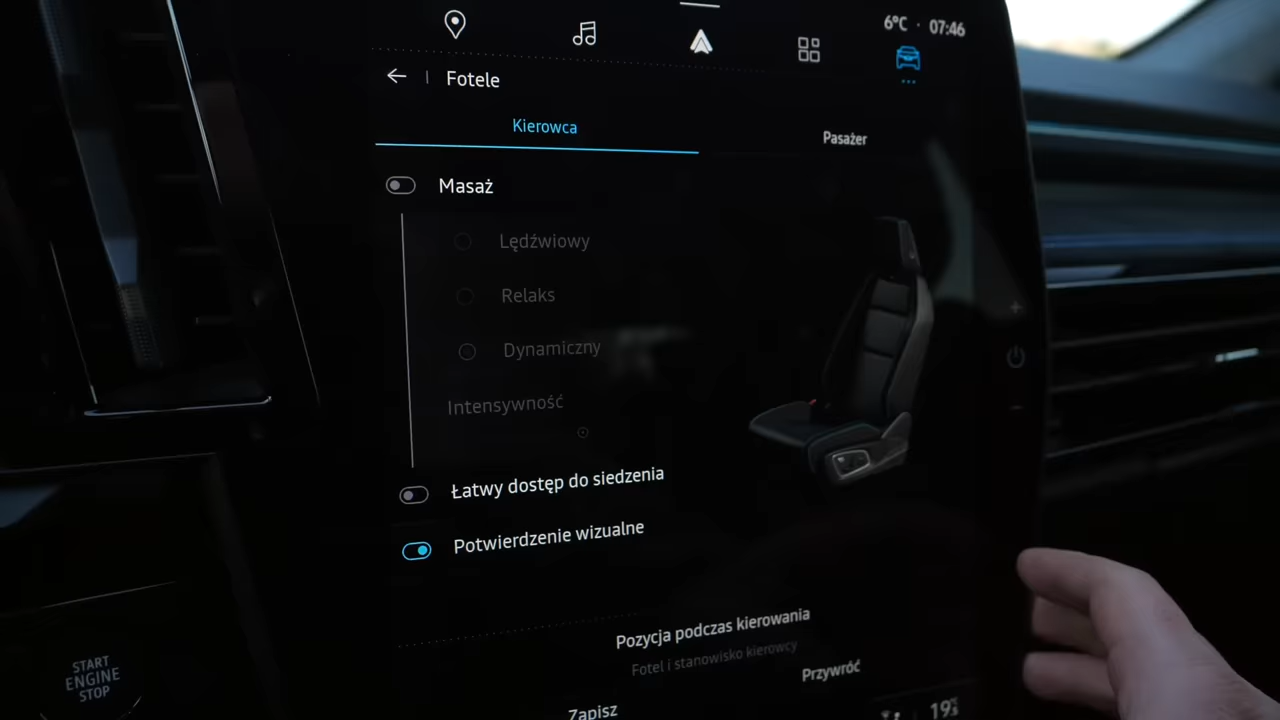 6°C · 07:46
Fotele
Kierowca
Pasażer
Masaż
Lędźwiowy
Relaks
Dynamiczny
Intensywność
Łatwy dostęp do siedzenia
Potwierdzenie wizualne
Pozycja podczas kierowania
Fotel i stanowisko kierowcy
Zapisz
Przywróć
START
ENGINE
STOP